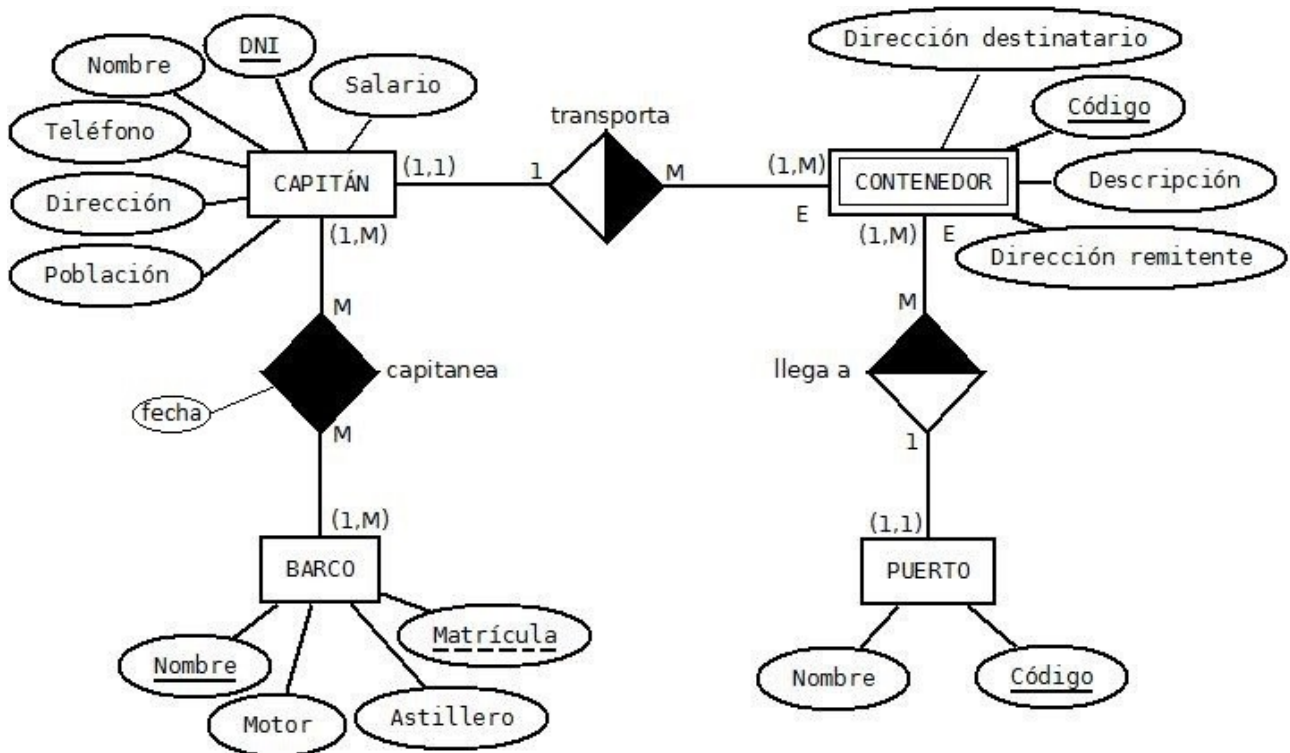 Dirección destinatario
DNI
Nombre
Salario
Código
transporta
Teléfono
(1,1)
1
M
(1,M)
CAPITÁN
CONTENEDOR
Descripción
Dirección
E
(1,M)
(1,M)
E
Dirección remitente
Población
M
M
capitanea
llega a
fecha
M
1
(1,M)
(1,1)
BARCO
PUERTO
Matrícula
Nombre
Nombre
Código
Motor
Astillero